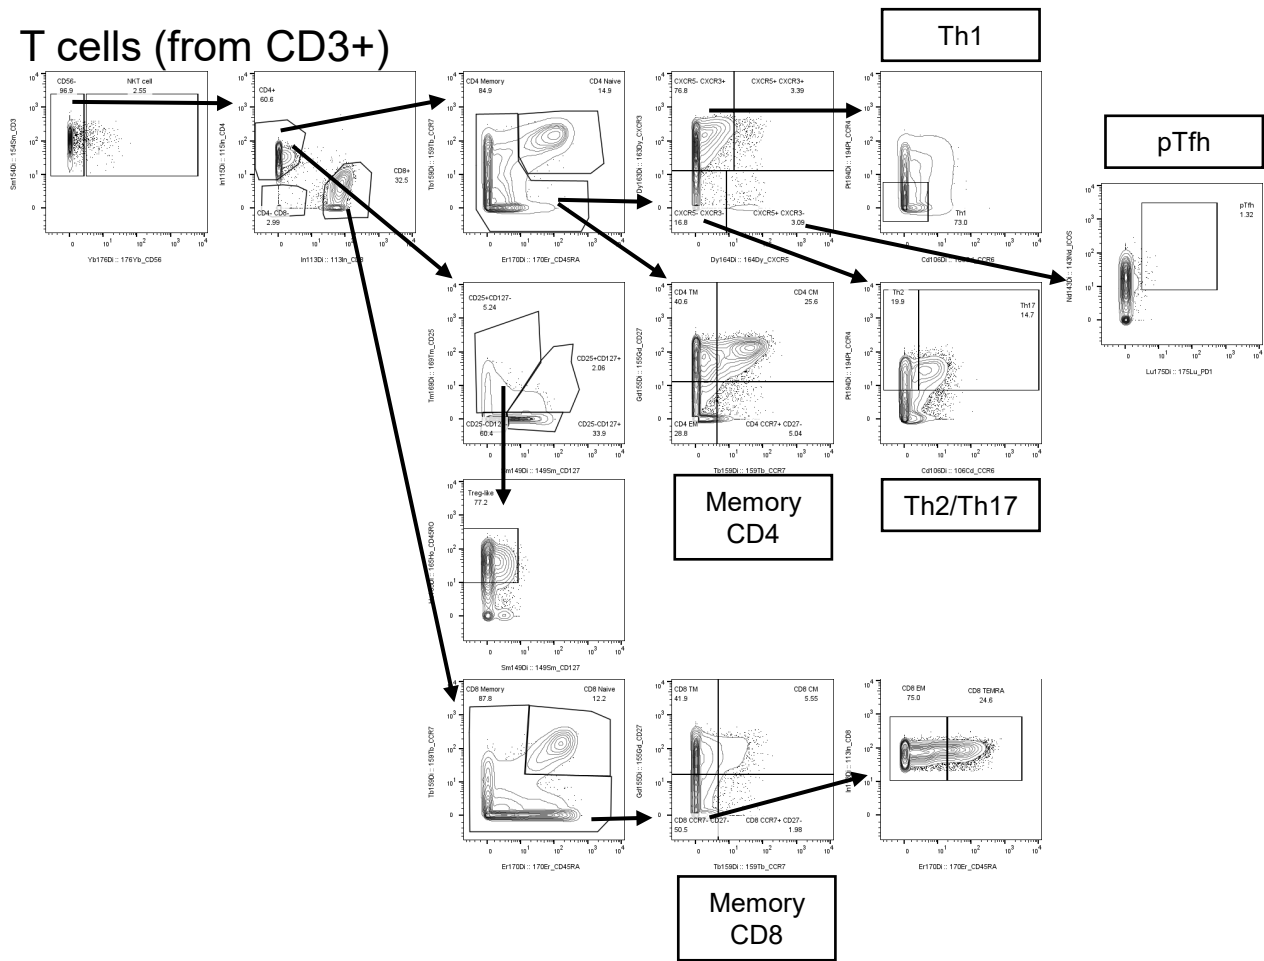 T cells (from CD3+)
Th1
pTfh
CD56-
96.9
NKT cell
2.55
Sm154Di :: 154Sm_CD3
Yb176Di :: 176Yb_CD56
CD4+
60.6
CD8+
32.5
CD4- CD8-
2.99
In115Di :: 115In_CD4
CD4 Memory
84.9
CD4 Naive
14.9
Tb159Di :: 159Tb_CCR7
Er170Di :: 170Er_CD45RA
CXCR5- CXCR3+
76.8
CXCR5+ CXCR3+
3.39
CXCR5- CXCR3-
16.8
CXCR5+ CXCR3-
3.09
Dy163Di :: 163Dy_CXCR3
Dy164Di :: 164Dy_CXCR5
Th1
73.0
Pt194Di :: 194Pt_CCR4
pTfh
1.32
Nd143Di :: 143Nd_ICOS
Lu175Di :: 175Lu_PD1
CD25+CD127-
5.24
CD25+CD127+
2.06
60.4
CD25-CD127+
33.9
Tm169Di :: 169Tm_CD25
149Sm_CD127
CD4 TM
40.6
CD4 CM
25.6
CD4 EM
28.8
CD4 CCR7+ CD27-
5.04
Gd155Di :: 155Gd_CD27
Tb159Di :: 159Tb_CCR7
Th2
19.9
Th17
14.7
Pt194Di :: 194Pt_CCR4
Cd106Di :: 106Cd_CCR6
Memory
CD4
Th2/Th17
Treg-like
77.2
165Ho_CD45RO
Sm149Di :: 149Sm_CD127
CD8 Memory
87.8
CD8 Naive
12.2
Tb159Di :: 159Tb_CCR7
Er170Di :: 170Er_CD45RA
CD8 TM
41.9
CD8 CM
5.55
CD8 CCR7- CD27-
50.5
CD8 CCR7+ CD27-
1.98
Gd155Di :: 155Gd_CD27
Tb159Di :: 159Tb_CCR7
CD8 EM
75.0
CD8 TEMRA
24.6
113In_CD8
Er170Di :: 170Er_CD45RA
Memory
CD8